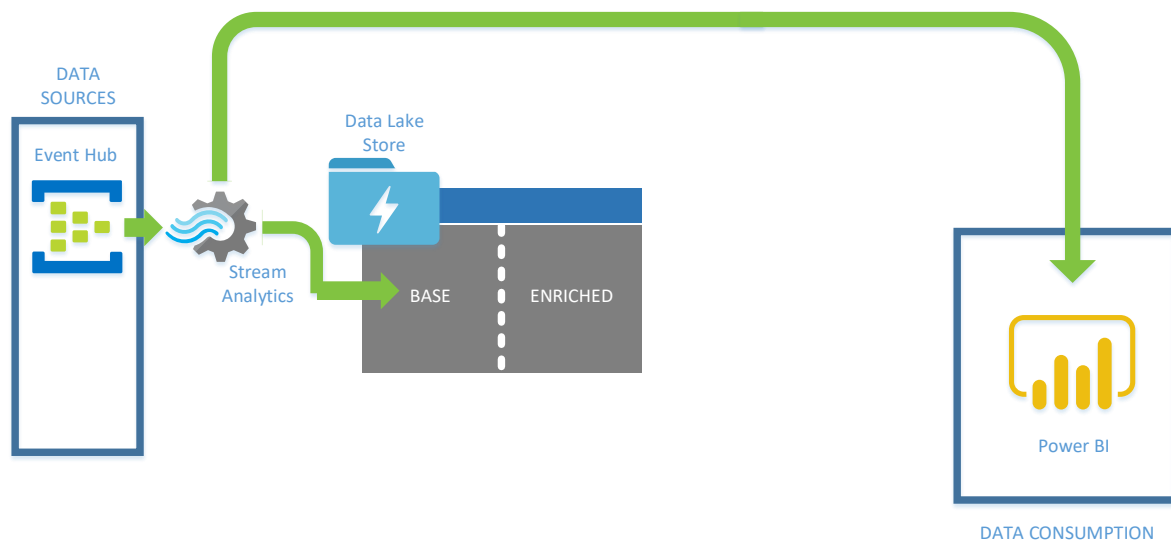 DATA
SOURCES
Event Hub
Stream
Analytics
Data Lake
Store
BASE
ENRICHED
Power BI
DATA CONSUMPTION